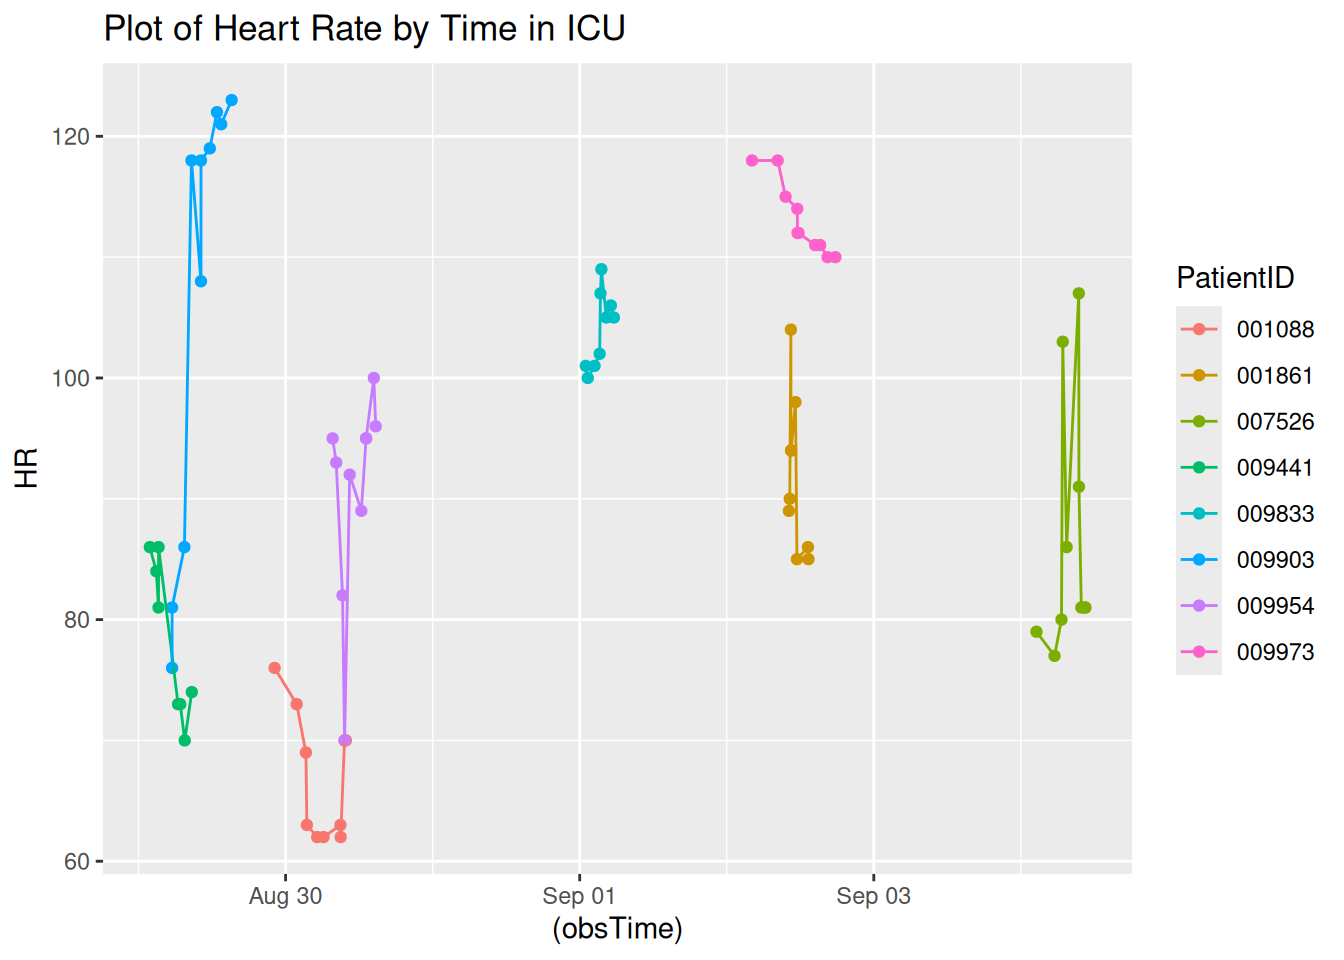 Plot of Heart Rate by Time in ICU
HR
120
100
80
60
Aug 30
Sep 01
Sep 03
(obsTime)
PatientID
001088
001861
007526
009441
009833
009903
009954
009973